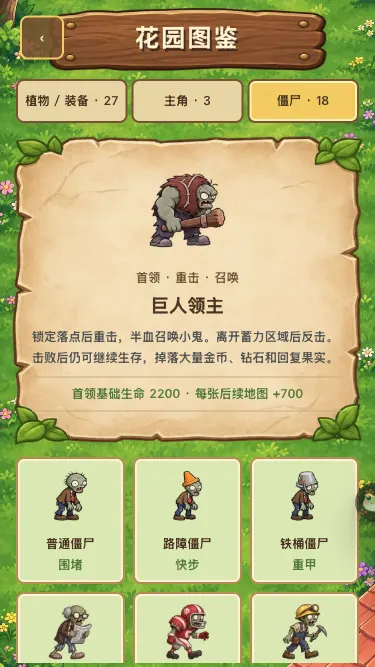 ‹
花园图鉴
植物 / 装备 · 27
主角 · 3
僵尸 · 18
首领 · 重击 · 召唤
巨人领主
锁定落点后重击，半血召唤小鬼。离开蓄力区域后反击。
击败后仍可继续生存，掉落大量金币、钻石和回复果实。
首领基础生命 2200 · 每张后续地图 +700
普通僵尸
围堵
路障僵尸
快步
铁桶僵尸
重甲